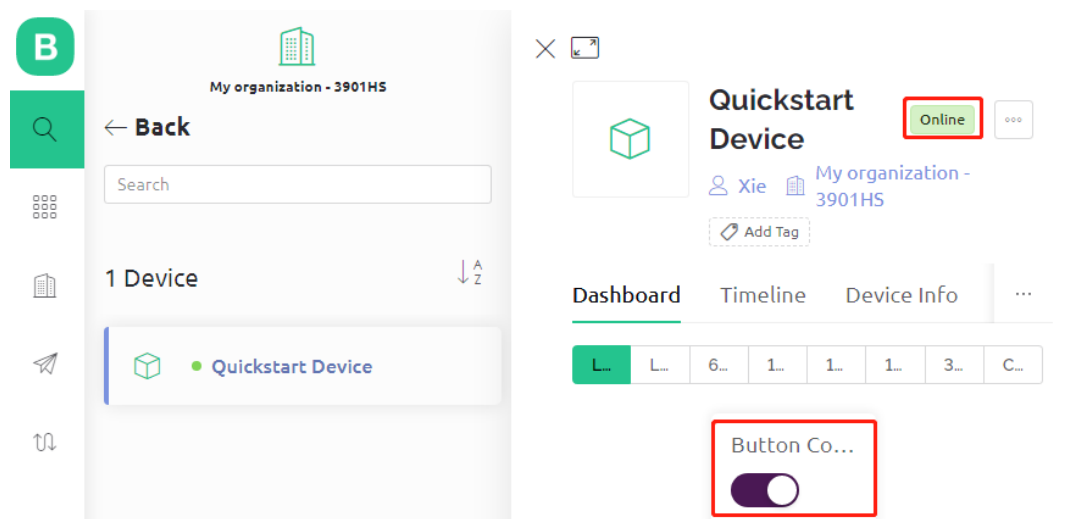 B
My organization - 3901HS
← Back
Search
1 Device
A
Z
Quickstart Device
Quickstart
Device
Online
Xie
My organization -
3901HS
Add Tag
Dashboard Timeline Device Info ...
L... L... 6... 1... 1... 1... 3... C...
Button Co...